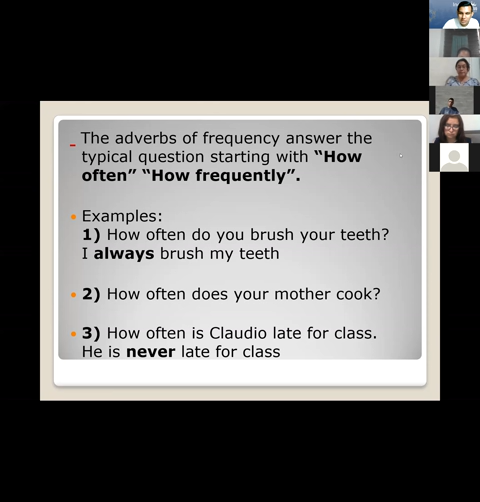 The adverbs of frequency answer the
typical question starting with “How
often” “How frequently”.
Examples:
1) How often do you brush your teeth?
I always brush my teeth
2) How often does your mother cook?
3) How often is Claudio late for class.
He is never late for class